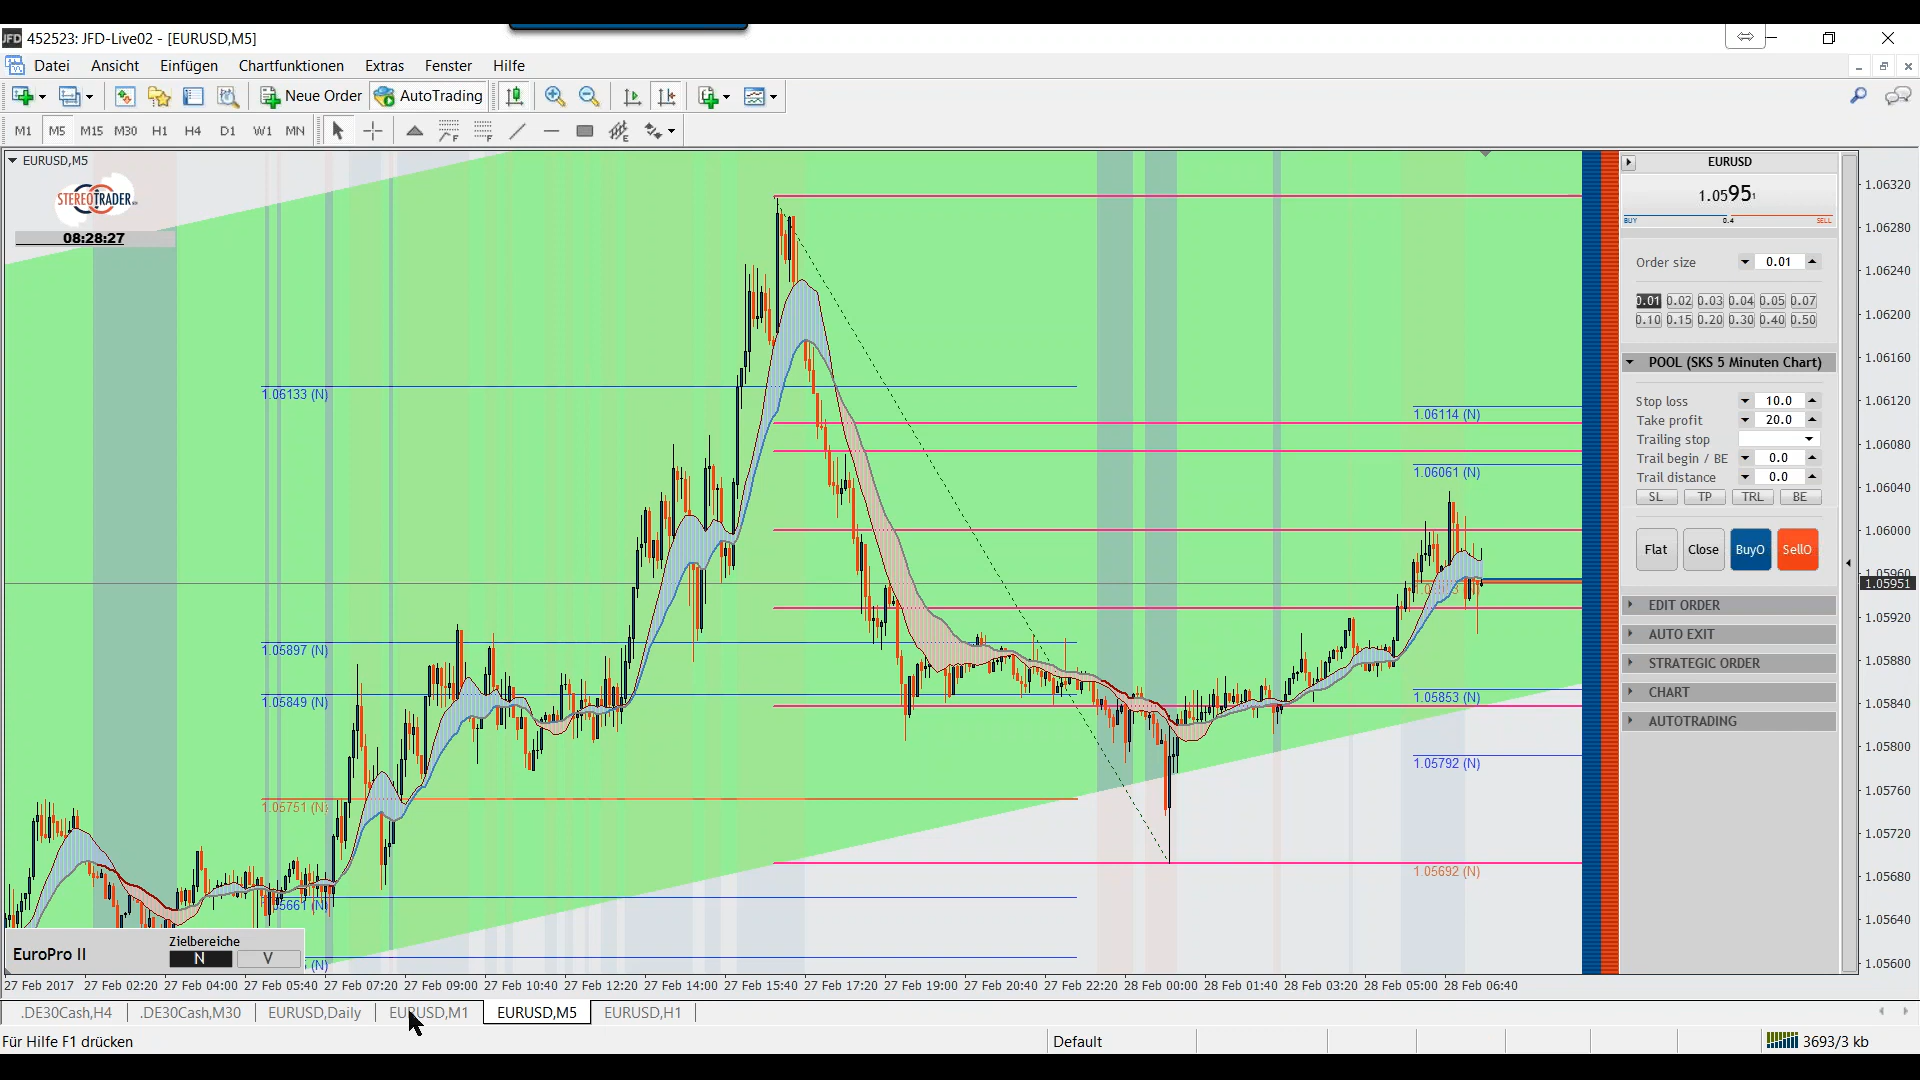 JFD 452523: JFD-Live02 - [EURUSD,M5]
Datei Ansicht Einfügen Chartfunktionen Extras Fenster Hilfe
Neue Order AutoTrading
M1 M5 M15 M30 H1 H4 D1 W1 MN
EURUSD,M5
STEREOTRADER
08:28:27
1.06133 (N)
1.05897 (N)
1.05849 (N)
1.05751 (N)
(N)
(N)
1.06114 (N)
1.06061 (N)
1.05853 (N)
1.05792 (N)
1.05692 (N)
EuroPro II
Zielbereiche
N V
EURUSD
1.05951
BUY 0.4 SELL
Order size 0.01
0.01 0.02 0.03 0.04 0.05 0.07
0.10 0.15 0.20 0.30 0.40 0.50
POOL (SKS 5 Minuten Chart)
Stop loss 10.0
Take profit 20.0
Trailing stop
Trail begin / BE 0.0
Trail distance 0.0
SL TP TRL BE
Flat Close BuyO SellO
EDIT ORDER
AUTO EXIT
STRATEGIC ORDER
CHART
AUTOTRADING
1.06320
1.06280
1.06240
1.06200
1.06160
1.06120
1.06080
1.06040
1.06000
1.05960
1.05951
1.05920
1.05880
1.05840
1.05800
1.05760
1.05720
1.05680
1.05640
1.05600
27 Feb 2017 27 Feb 02:20 27 Feb 04:00 27 Feb 05:40 27 Feb 07:20 27 Feb 09:00 27 Feb 10:40 27 Feb 12:20 27 Feb 14:00 27 Feb 15:40 27 Feb 17:20 27 Feb 19:00 27 Feb 20:40 27 Feb 22:20 28 Feb 00:00 28 Feb 01:40 28 Feb 03:20 28 Feb 05:00 28 Feb 06:40
.DE30Cash,H4 .DE30Cash,M30 EURUSD,Daily EURUSD,M1 EURUSD,M5 EURUSD,H1
Für Hilfe F1 drücken Default 3693/3 kb